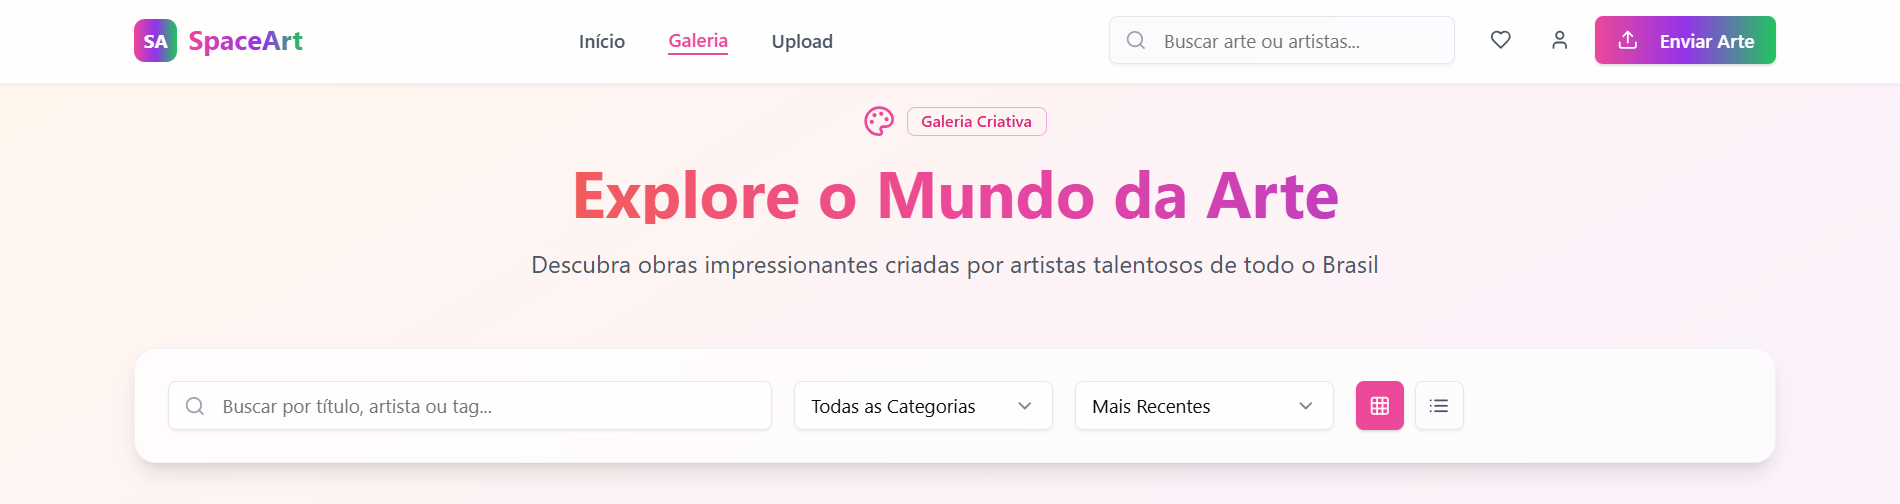 SA SpaceArt Início Galeria Upload Buscar arte ou artistas... Enviar Arte
Galeria Criativa
Explore o Mundo da Arte
Descubra obras impressionantes criadas por artistas talentosos de todo o Brasil
Buscar por título, artista ou tag... Todas as Categorias Mais Recentes